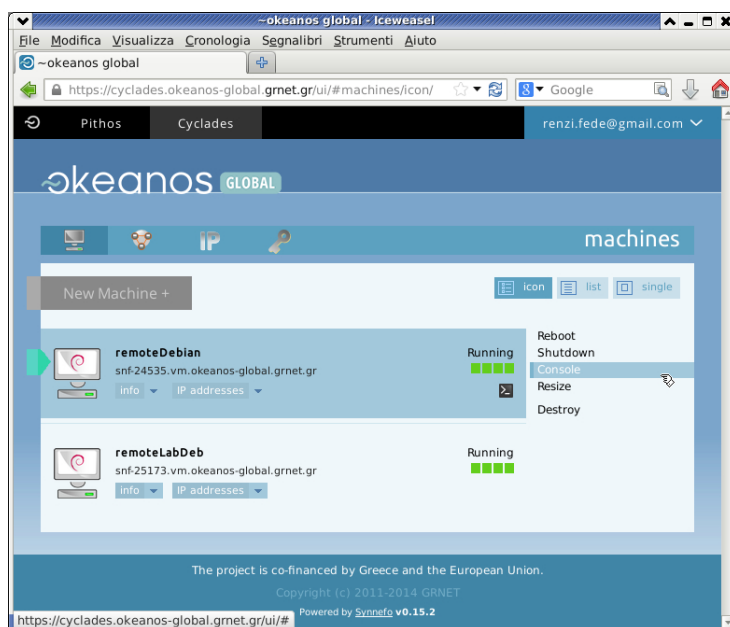 ~okeanos global - Iceweasel
File Modifica Visualizza Cronologia Segnalibri Strumenti Aiuto
~okeanos global
https://cyclades.okeanos-global.grnet.gr/ui/#machines/icon/ Google
Pithos Cyclades renzi.fede@gmail.com
~okeanos GLOBAL
IP machines
New Machine + icon list single
Reboot
remoteDebian Running Shutdown
snf-24535.vm.okeanos-global.grnet.gr Console
info IP addresses Resize
Destroy
remoteLabDeb Running
snf-25173.vm.okeanos-global.grnet.gr
info IP addresses
The project is co-financed by Greece and the European Union.
Copyright (c) 2011-2014 GRNET
Powered by Synnefo v0.15.2
https://cyclades.okeanos-global.grnet.gr/ui/#